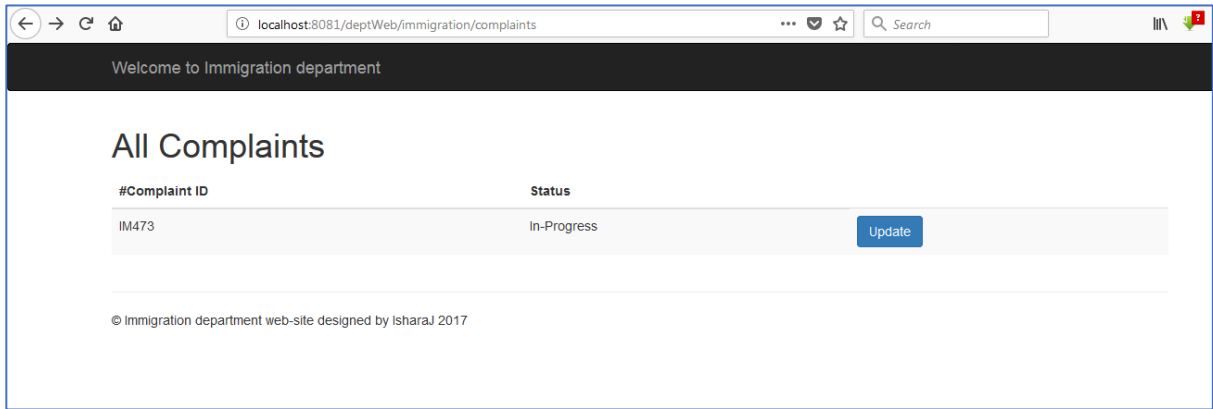 localhost:8081/deptWeb/immigration/complaints
Search
?
Welcome to Immigration department
All Complaints
#Complaint ID Status
IM473 In-Progress Update
© Immigration department web-site designed by IsharaJ 2017